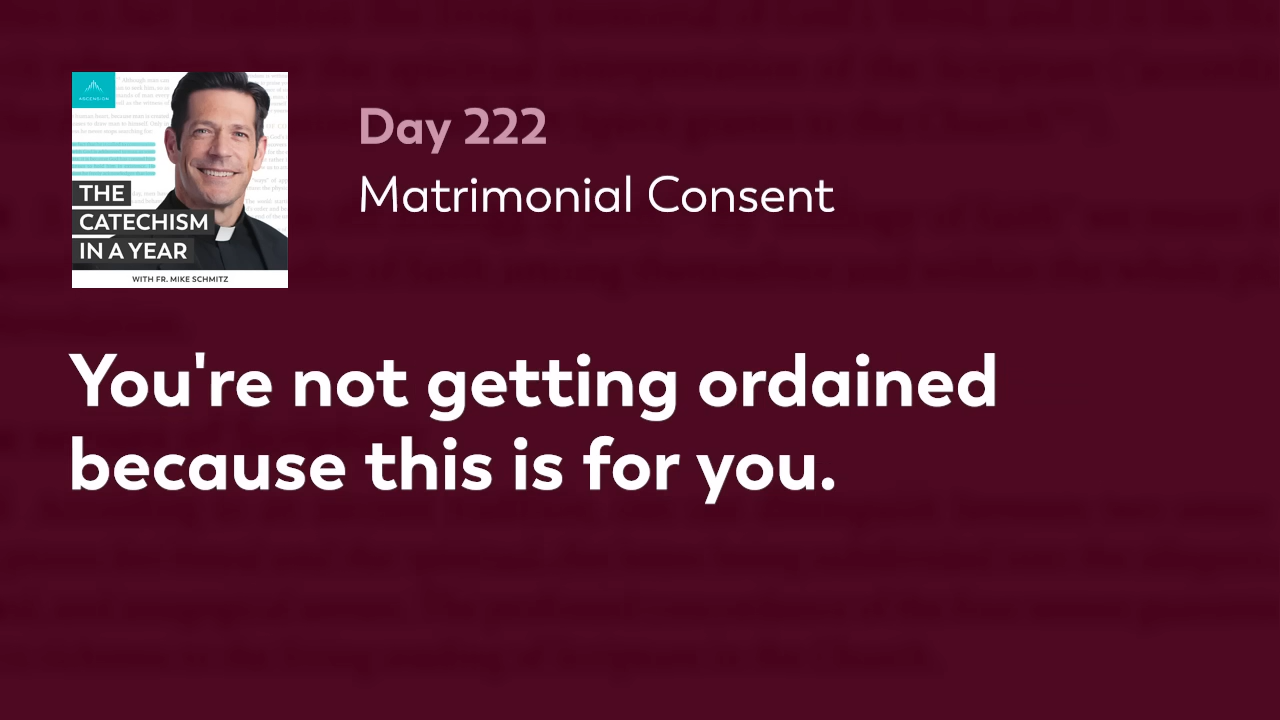 ASCENSION
THE
CATECHISM
IN A YEAR
WITH FR. MIKE SCHMITZ
Day 222
Matrimonial Consent
You're not getting ordained
because this is for you.